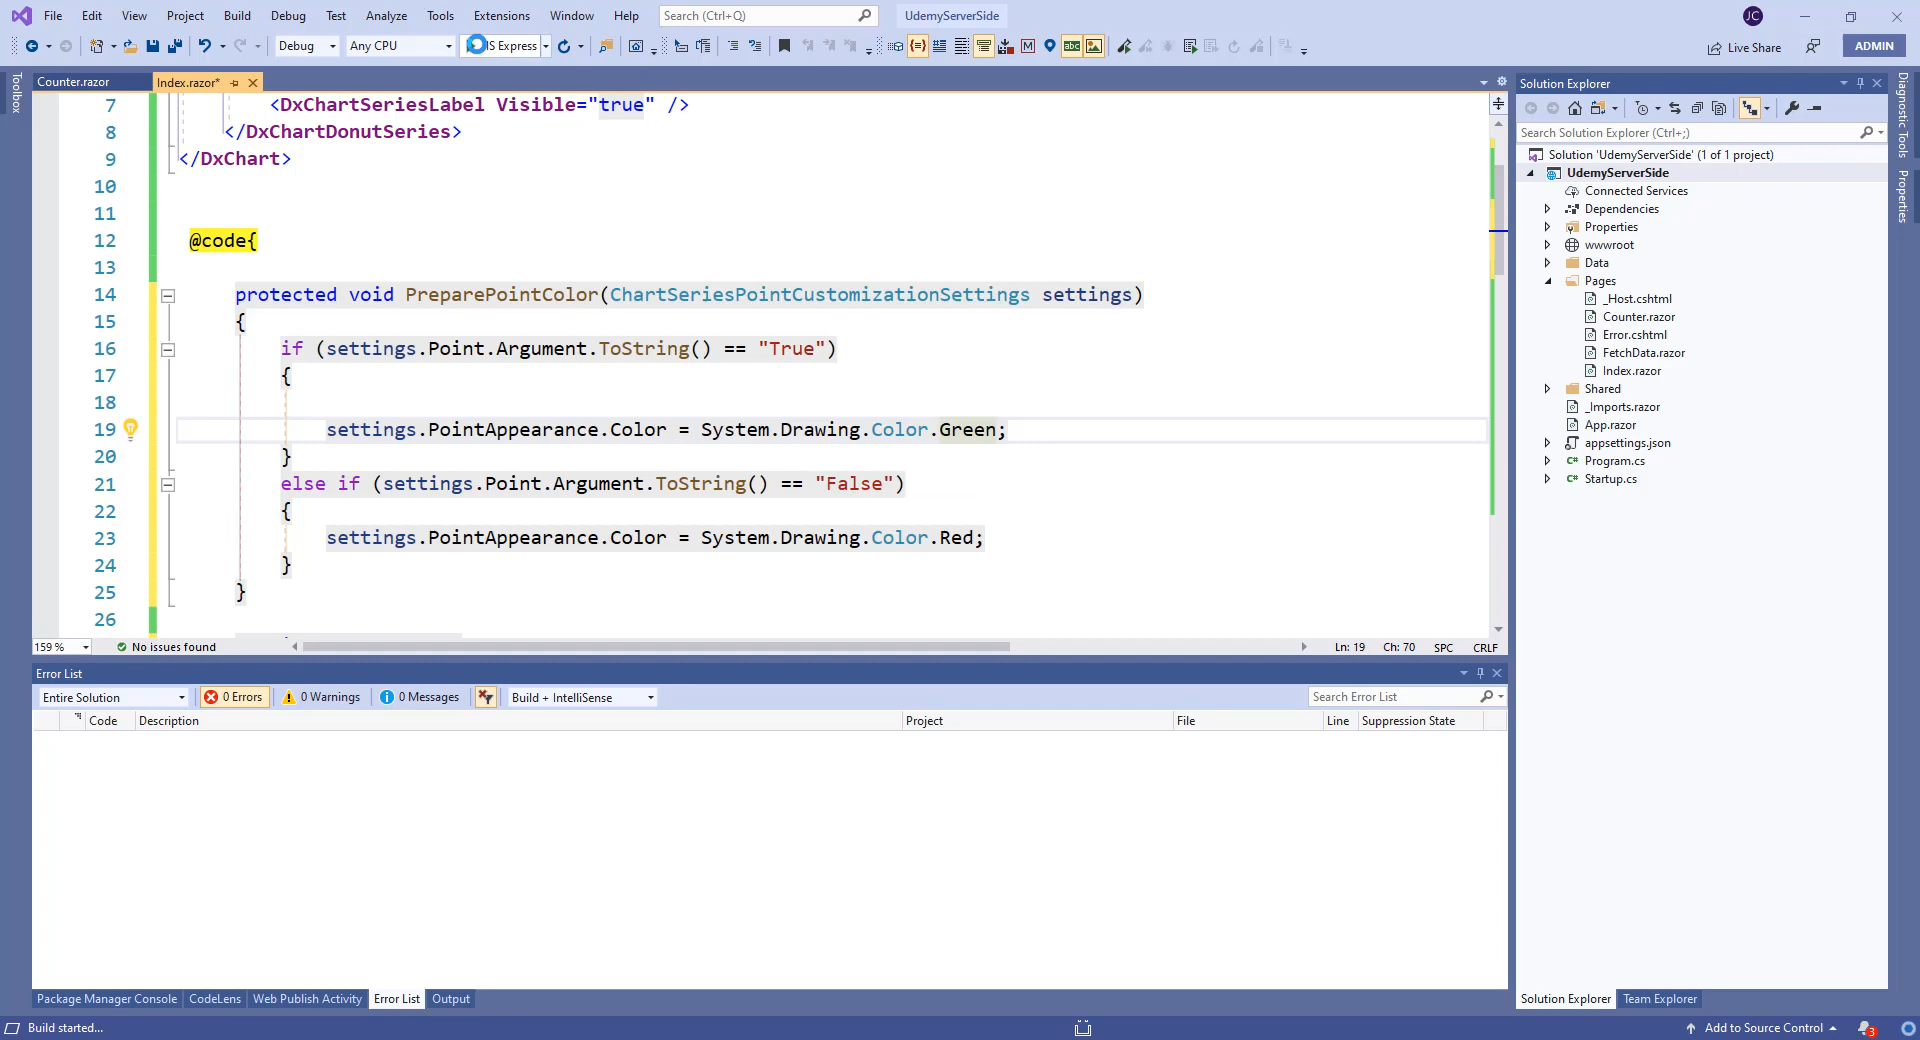 File Edit View Project Build Debug Test Analyze Tools Extensions Window Help Search (Ctrl+Q) UdemyServerSide JC
Debug Any CPU IIS Express Live Share ADMIN
Toolbox
Counter.razor Index.razor*
7 <DxChartSeriesLabel Visible="true" />
8 </DxChartDonutSeries>
9 </DxChart>
10
11
12 @code{
13
14 protected void PreparePointColor(ChartSeriesPointCustomizationSettings settings)
15 {
16 if (settings.Point.Argument.ToString() == "True")
17 {
18
19 settings.PointAppearance.Color = System.Drawing.Color.Green;
20 }
21 else if (settings.Point.Argument.ToString() == "False")
22 {
23 settings.PointAppearance.Color = System.Drawing.Color.Red;
24 }
25 }
26
159 % No issues found Ln: 19 Ch: 70 SPC CRLF
Error List
Entire Solution 0 Errors 0 Warnings 0 Messages Build + IntelliSense Search Error List
Code Description Project File Line Suppression State
Package Manager Console CodeLens Web Publish Activity Error List Output
Build started...
Solution Explorer
Search Solution Explorer (Ctrl+;)
Solution 'UdemyServerSide' (1 of 1 project)
UdemyServerSide
Connected Services
Dependencies
Properties
wwwroot
Data
Pages
_Host.cshtml
Counter.razor
Error.cshtml
FetchData.razor
Index.razor
Shared
_Imports.razor
App.razor
appsettings.json
C# Program.cs
C# Startup.cs
Solution Explorer Team Explorer
Add to Source Control 3
Diagnostic Tools
Properties